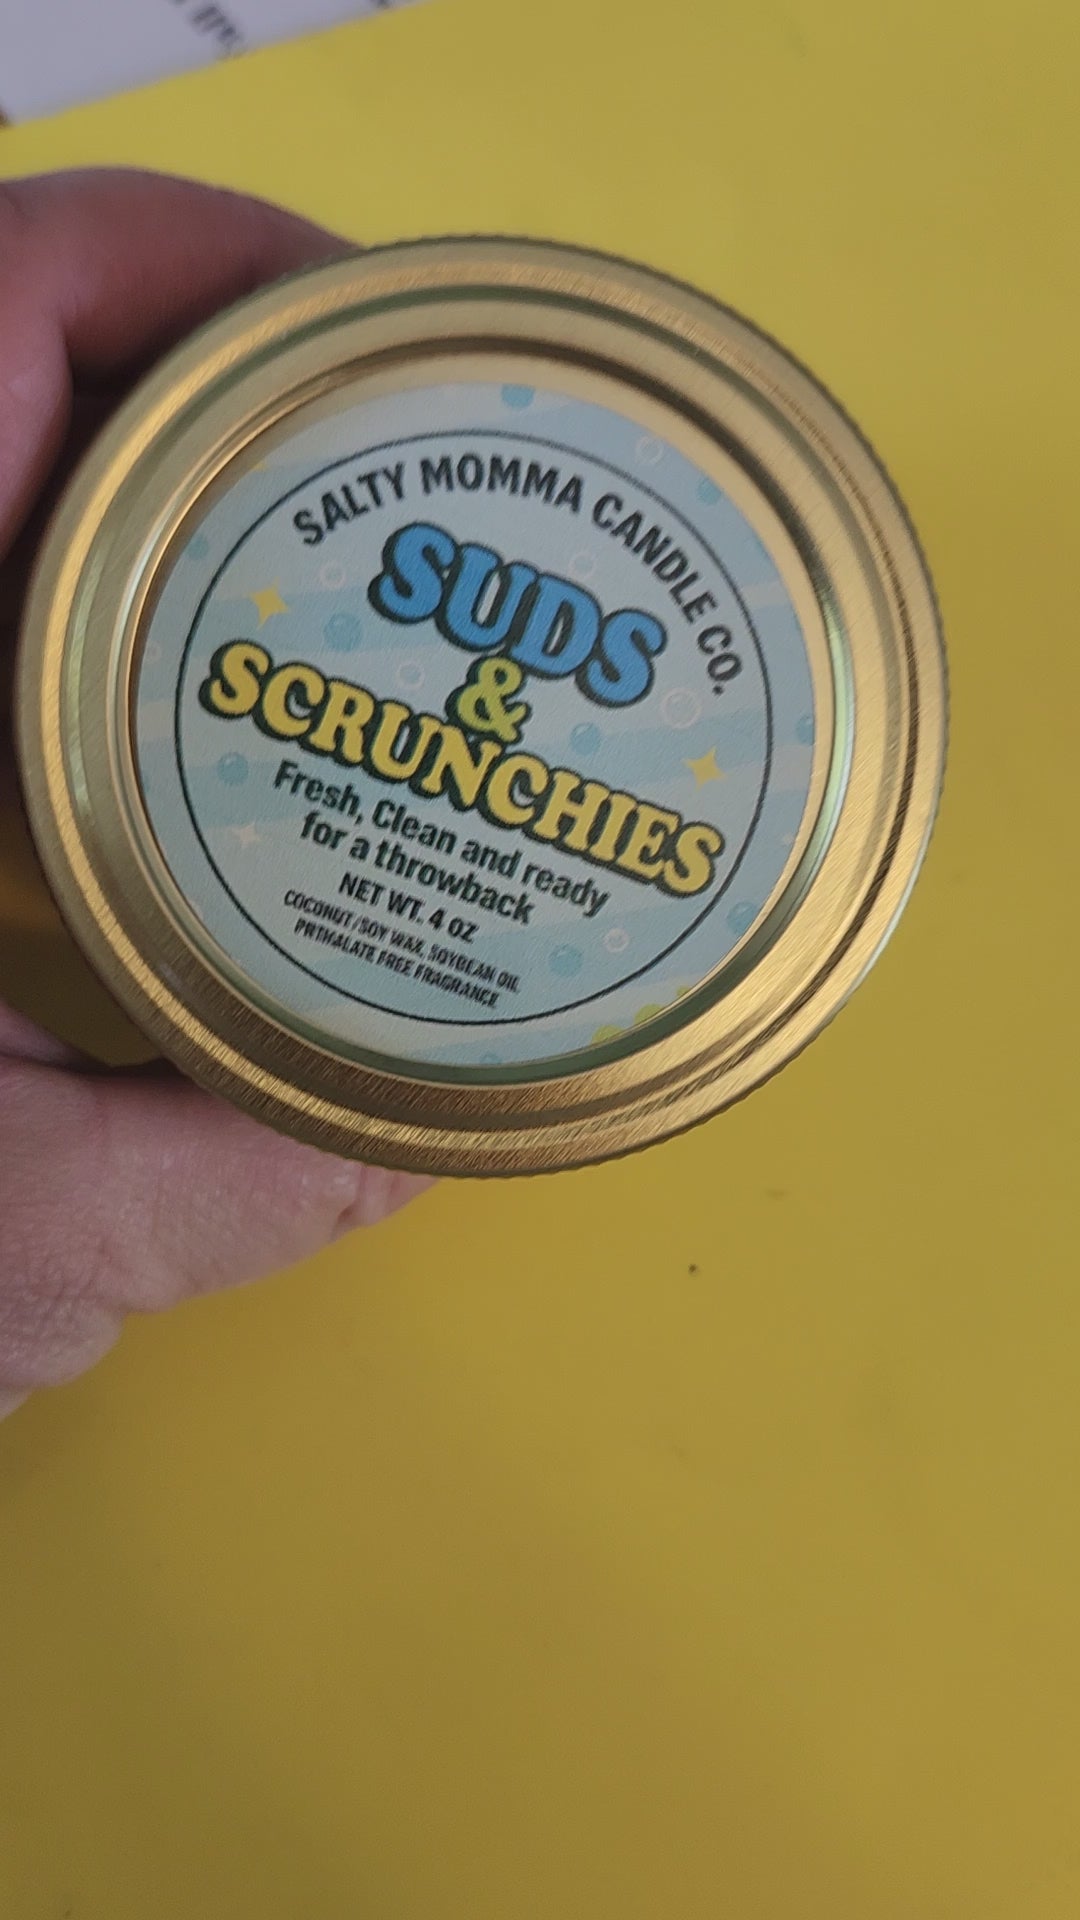 SALTY MOMMA CANDLE CO.
SUDS
&
SCRUNCHIES
Fresh, Clean and ready
for a throwback
NET WT. 4 OZ
COCONUT/SOY WAX, SOYBEAN OIL
PHTHALATE FREE FRAGRANCE